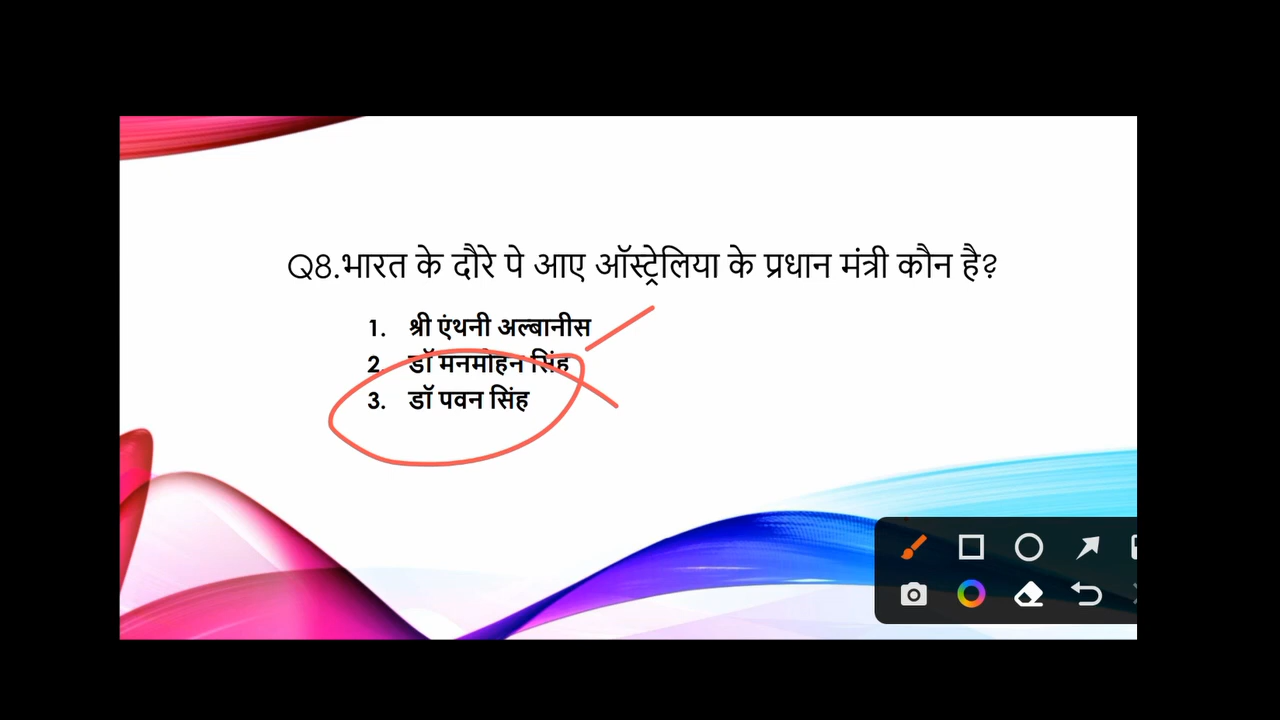 Q8.भारत के दौरे पे आए ऑस्ट्रेलिया के प्रधान मंत्री कौन है?
1. श्री एंथनी अल्बानीस
2. डॉ मनमोहन सिंह
3. डॉ पवन सिंह